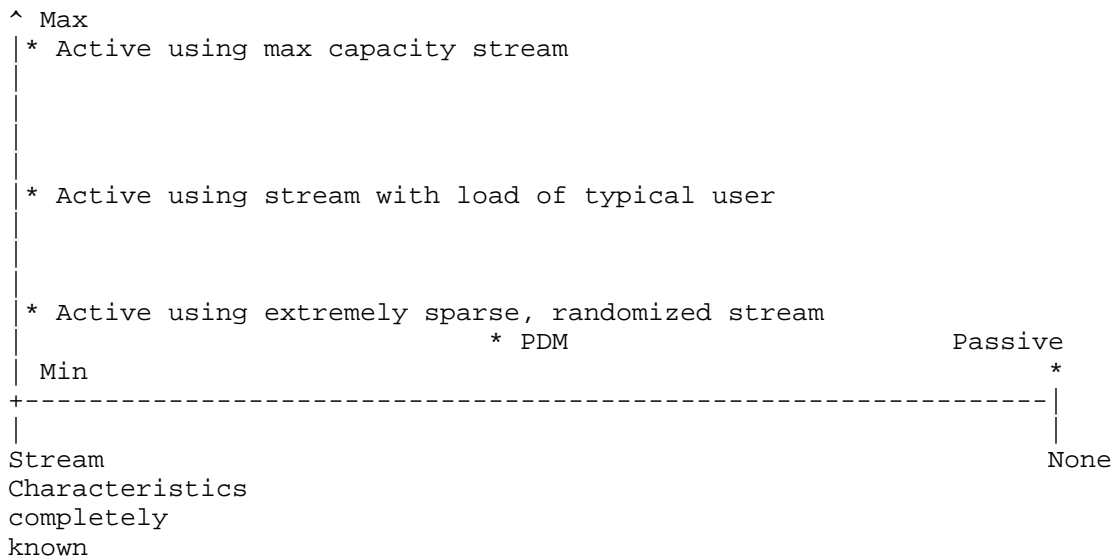 ^ Max
|* Active using max capacity stream
|
|
|
|
|* Active using stream with load of typical user
|
|
|
|* Active using extremely sparse, randomized stream
| * PDM Passive
| Min *
+----------------------------------------------------------------|
| |
Stream None
Characteristics
completely
known